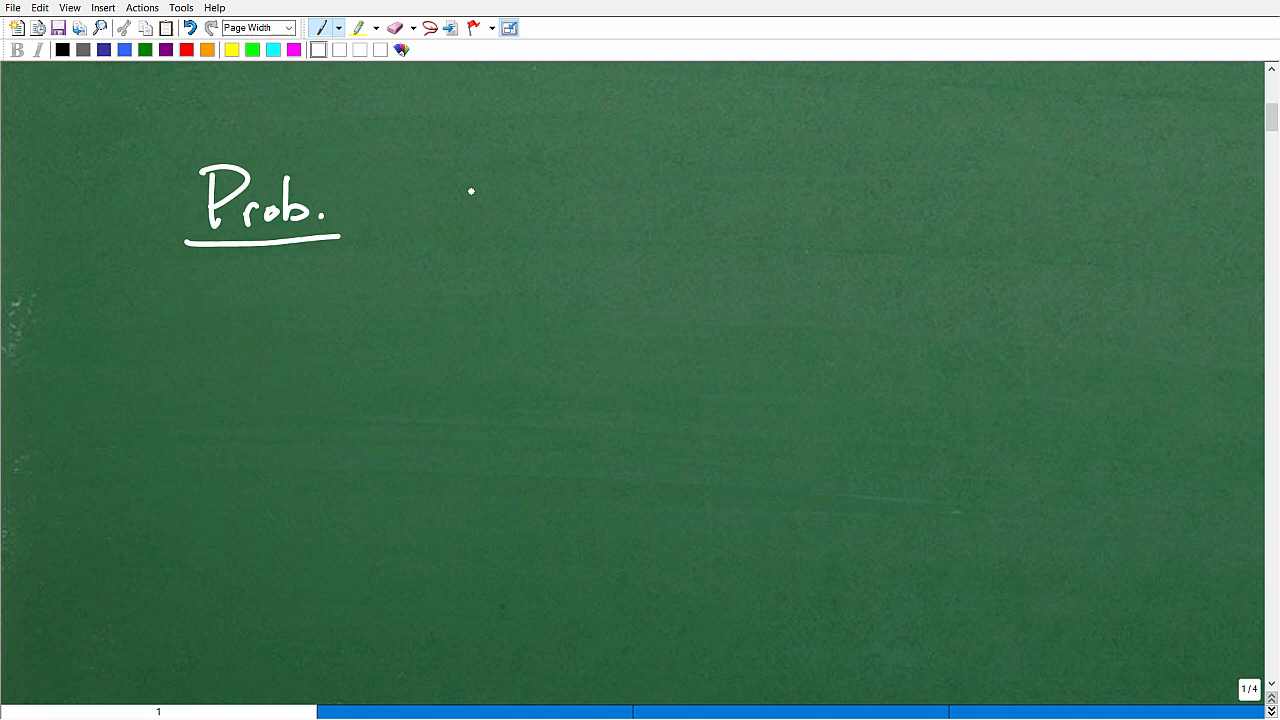 File Edit View Insert Actions Tools Help
Page Width
B I
Prob.
1 / 4
1